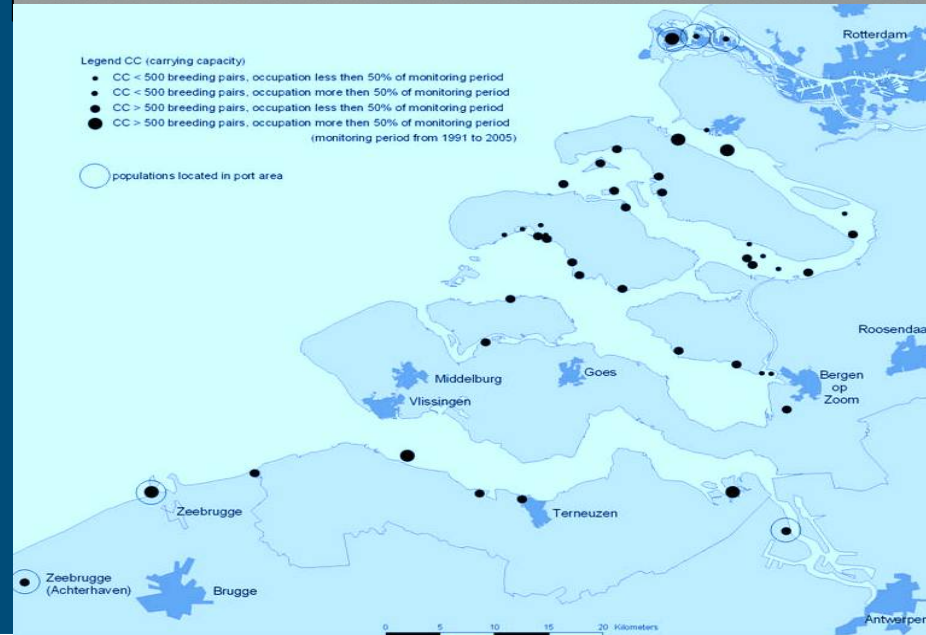 Legend CC (carrying capacity)
CC < 500 breeding pairs, occupation less then 50% of monitoring period
CC < 500 breeding pairs, occupation more then 50% of monitoring period
CC > 500 breeding pairs, occupation less then 50% of monitoring period
CC > 500 breeding pairs, occupation more then 50% of monitoring period
(monitoring period from 1991 to 2005)
populations located in port area
Rotterdam
Roosendaa
Middelburg
Goes
Bergen
op
Zoom
Vlissingen
Zeebrugge
Terneuzen
Zeebrugge
(Achterhaven)
Brugge
Antwerpen
0 5 10 15 20 Kilometers